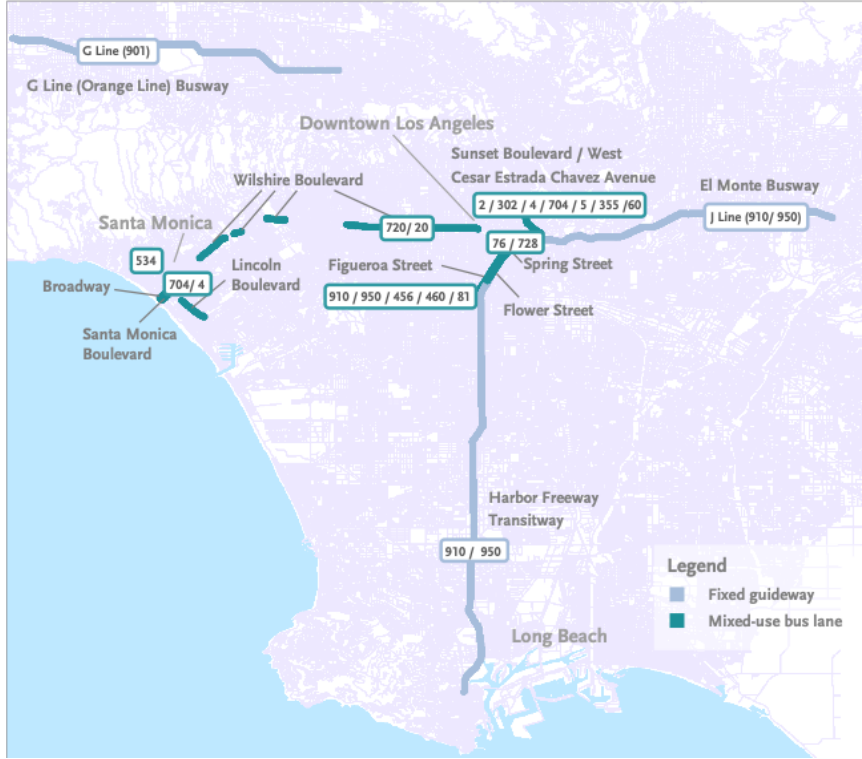 G Line (901)
G Line (Orange Line) Busway
Downtown Los Angeles
Sunset Boulevard / West
Cesar Estrada Chavez Avenue
Wilshire Boulevard
El Monte Busway
2 / 302 / 4 / 704 / 5 / 355 /60
J Line (910/ 950)
Santa Monica
720/ 20
76 / 728
534
Figueroa Street
Spring Street
Lincoln
Boulevard
704/ 4
Broadway
910 / 950 / 456 / 460 / 81
Flower Street
Santa Monica
Boulevard
Harbor Freeway
Transitway
910 / 950
Legend
Fixed guideway
Mixed-use bus lane
Long Beach